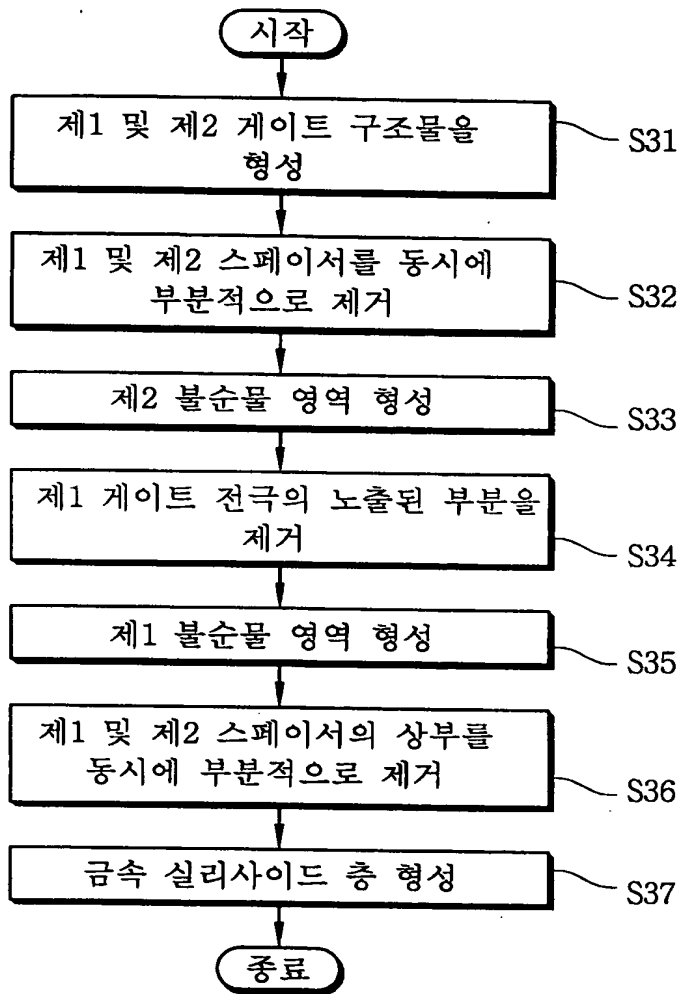 시작
제1 및 제2 게이트 구조물을
형성
S31
제1 및 제2 스페이서를 동시에
부분적으로 제거
S32
제2 불순물 영역 형성
S33
제1 게이트 전극의 노출된 부분을
제거
S34
제1 불순물 영역 형성
S35
제1 및 제2 스페이서의 상부를
동시에 부분적으로 제거
S36
금속 실리사이드 층 형성
S37
종료